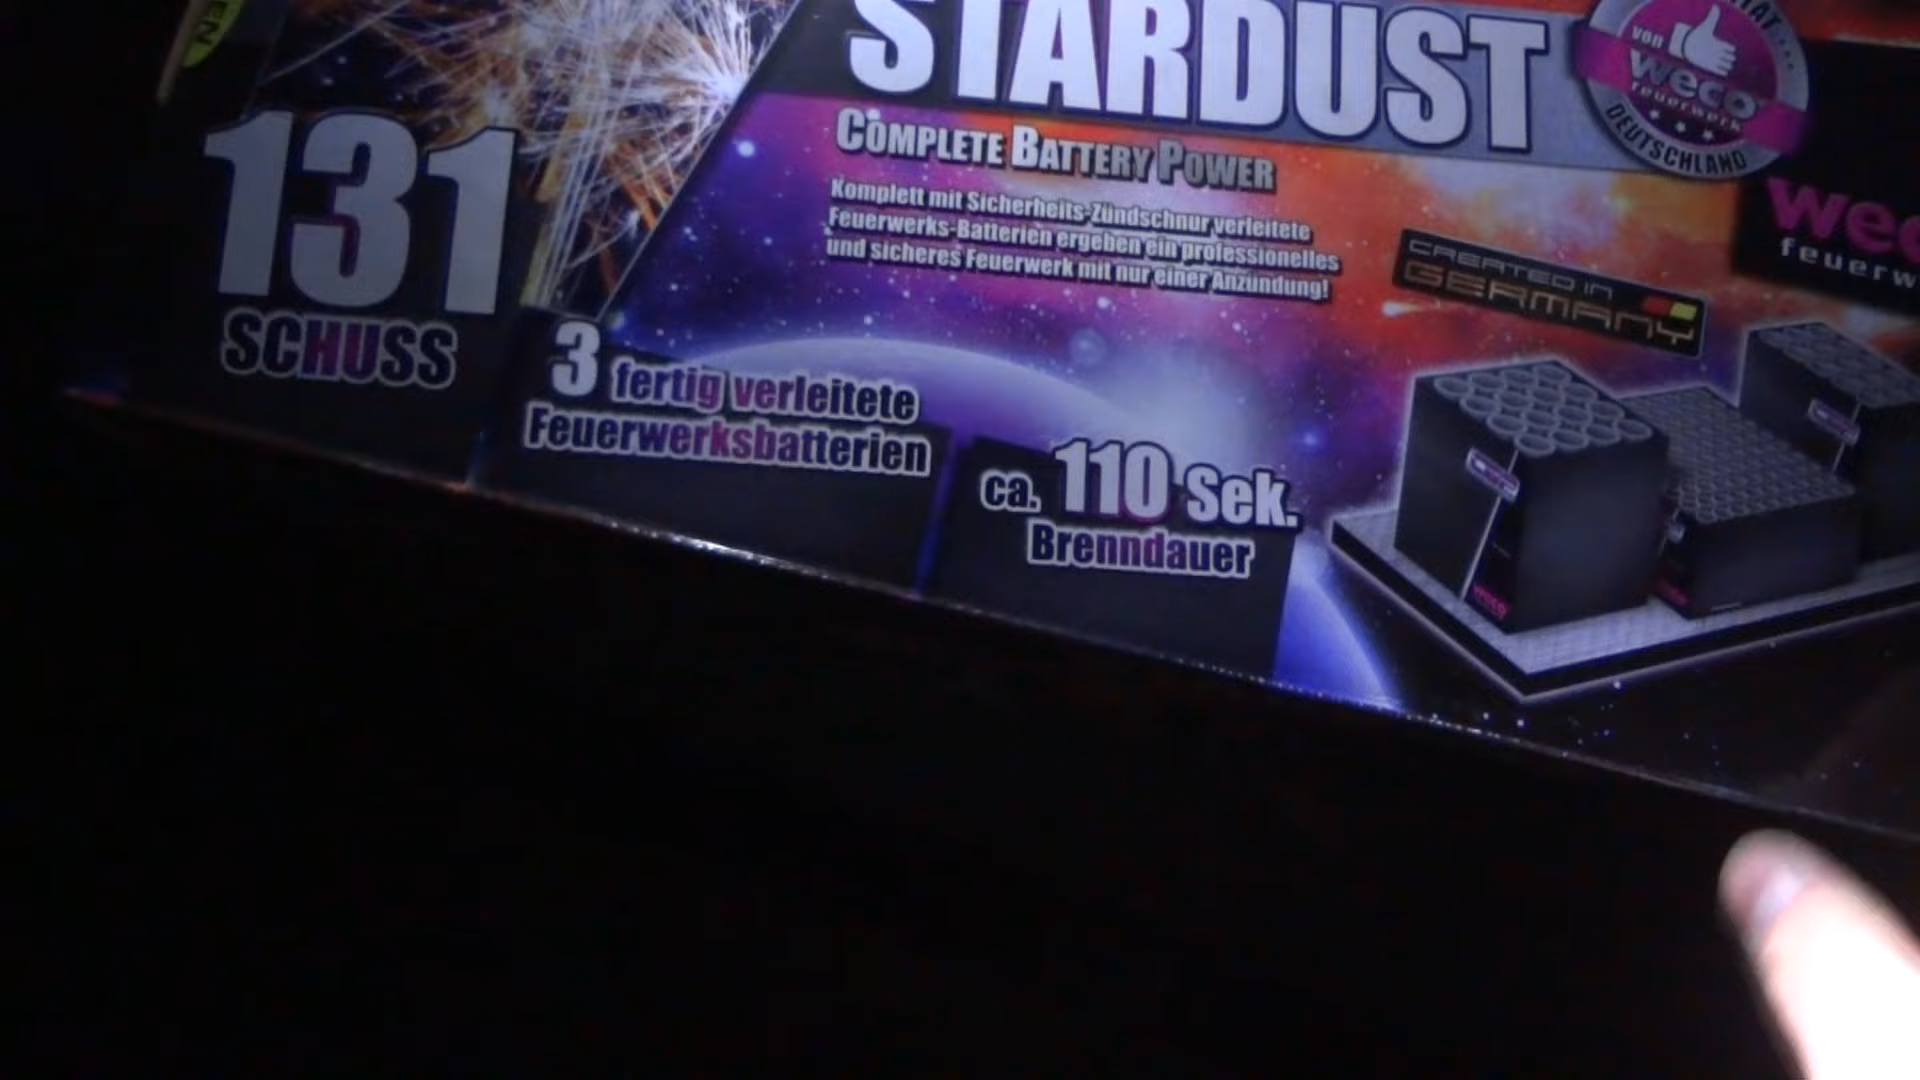 STARDUST
COMPLETE BATTERY POWER
Komplett mit Sicherheits-Zündschnur verleitete
Feuerwerks-Batterien ergeben ein professionelles
und sicheres Feuerwerk mit nur einer Anzündung!
131
SCHUSS
3 fertig verleitete
Feuerwerksbatterien
ca. 110 Sek.
Brenndauer
CREATED IN
GERMANY
von
weco
feuerwerk
DEUTSCHLAND
weco